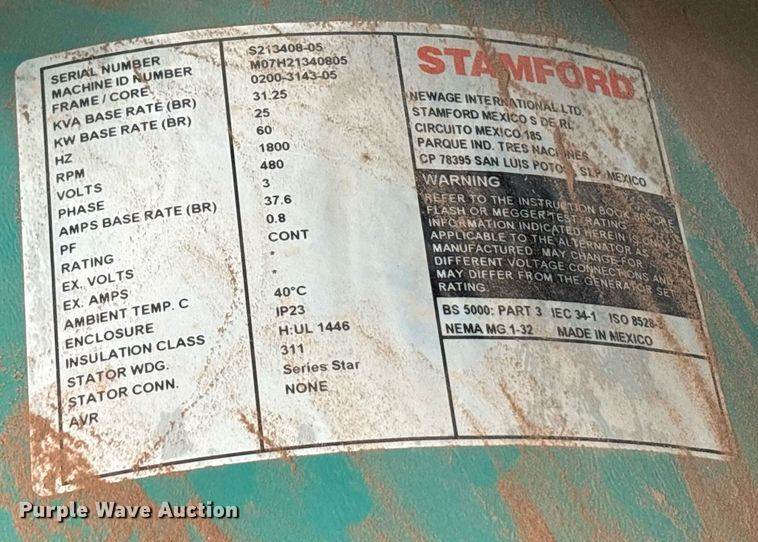 SERIAL NUMBER S213408-05
MACHINE ID NUMBER M07H21340805
FRAME / CORE 0200-3143-05
KVA BASE RATE (BR) 31.25
KW BASE RATE (BR) 25
HZ 60
RPM 1800
VOLTS 480
PHASE 3
AMPS BASE RATE (BR) 37.6
PF 0.8
RATING CONT
EX. VOLTS *
EX. AMPS *
AMBIENT TEMP. C 40°C
ENCLOSURE IP23
INSULATION CLASS H:UL 1446
STATOR WDG. 311
STATOR CONN. Series Star
AVR NONE
STAMFORD
NEWAGE INTERNATIONAL LTD.
STAMFORD MEXICO S DE RL
CIRCUITO MEXICO 185
PARQUE IND. TRES NACIONES
CP 78395 SAN LUIS POTOSI, SLP, MEXICO
WARNING
REFER TO THE INSTRUCTION BOOK BEFORE
FLASH OR MEGGER TEST. RATING
INFORMATION INDICATED HEREIN IS ONLY
APPLICABLE TO THE ALTERNATOR AS
MANUFACTURED. MAY CHANGE FOR
DIFFERENT VOLTAGE CONNECTIONS AND
MAY DIFFER FROM THE GENERATOR SET
RATING.
BS 5000: PART 3 IEC 34-1 ISO 8528-3
NEMA MG 1-32 MADE IN MEXICO
Purple Wave Auction